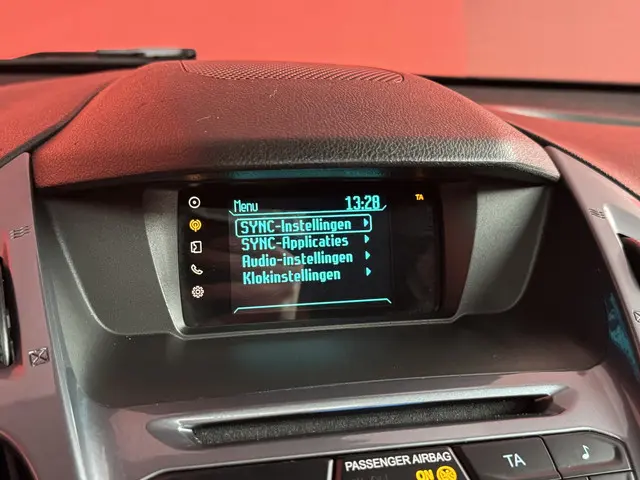 Menu 13:28 TA
SYNC-Instellingen
SYNC-Applicaties
Audio-instellingen
Klokinstellingen
PASSENGER AIRBAG
ON
TA